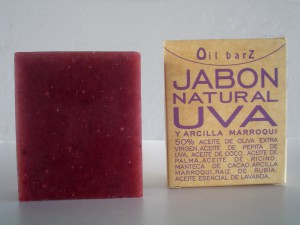 Oil barZ
JABON
NATURAL
UVA
Y ARCILLA MARROQUI
50% ACEITE DE OLIVA EXTRA
VIRGEN,ACEITE DE PEPITA DE
UVA, ACEITE DE COCO, ACEITE DE
PALMA,ACEITE DE RICINO,
MANTECA DE CACAO,ARCILLA
MARROQUI,RAIZ DE RUBIA,
ACEITE ESENCIAL DE LAVANDA.